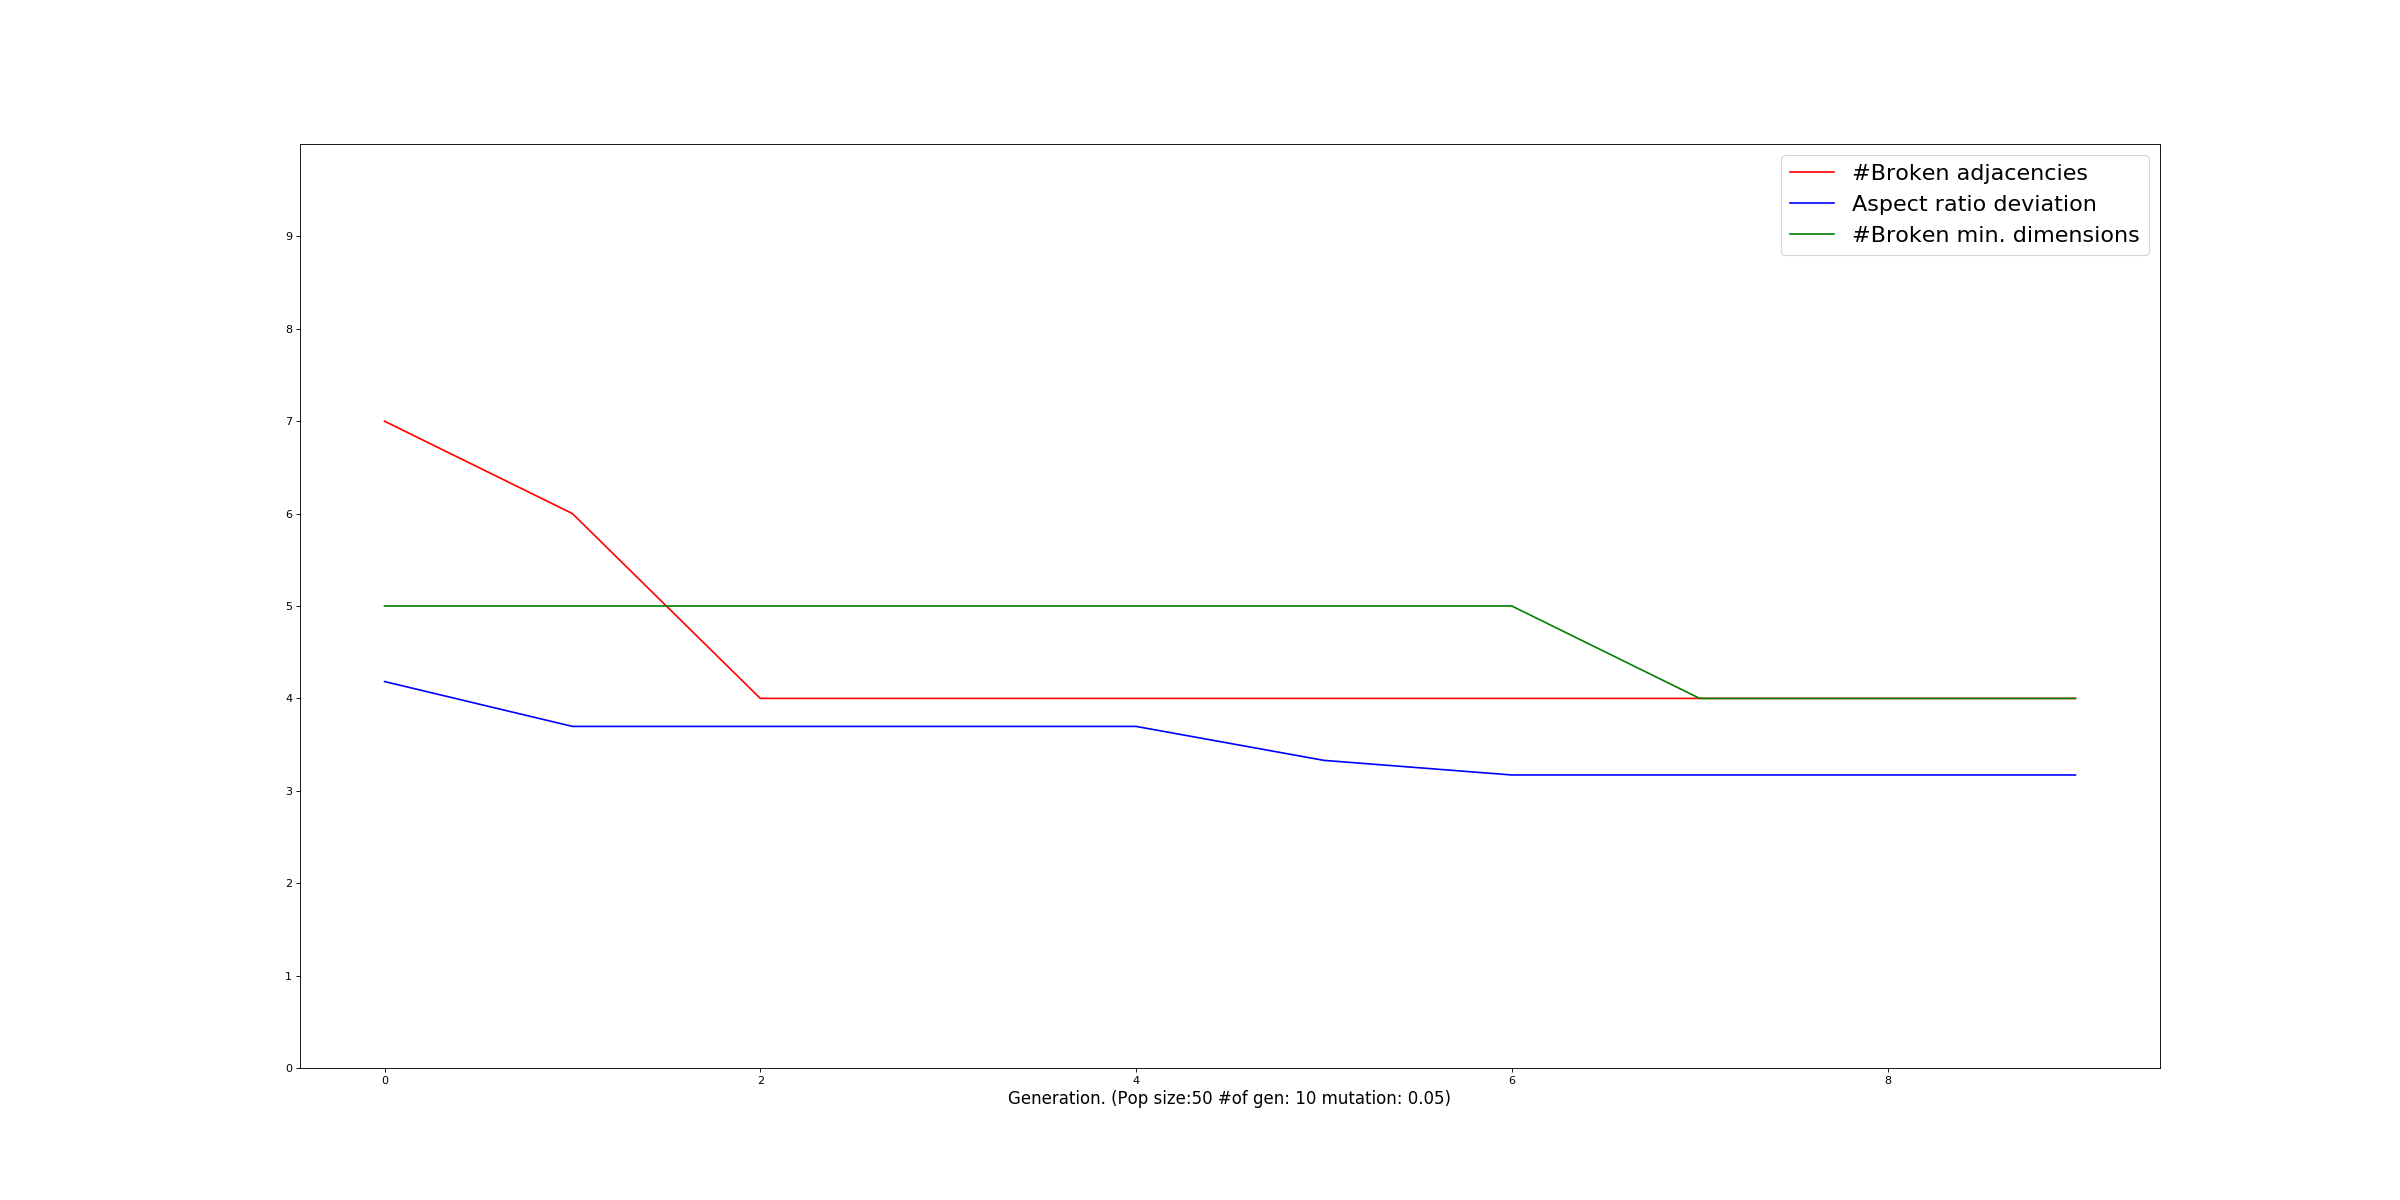 #Broken adjacencies
Aspect ratio deviation
#Broken min. dimensions
9
8
7
6
5
4
3
2
1
0
0 2 4 6 8
Generation. (Pop size:50 #of gen: 10 mutation: 0.05)